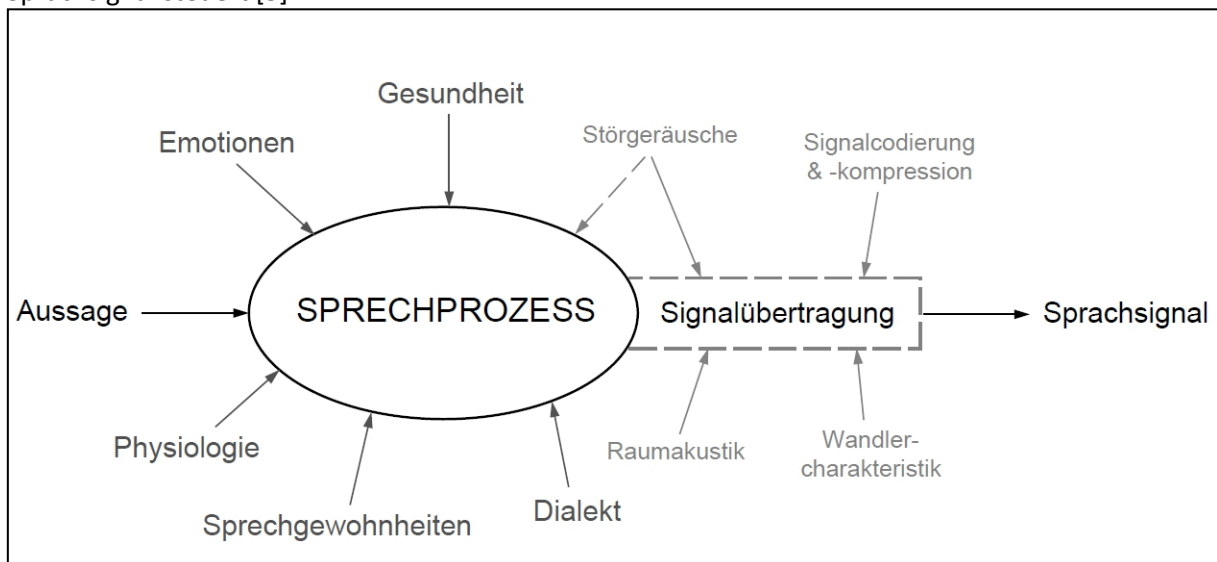 Gesundheit
Emotionen
Störgeräusche
Signalcodierung
& -kompression
Aussage
SPRECHPROZESS
Signalübertragung
Sprachsignal
Physiologie
Raumakustik
Wandler-
charakteristik
Sprechgewohnheiten
Dialekt